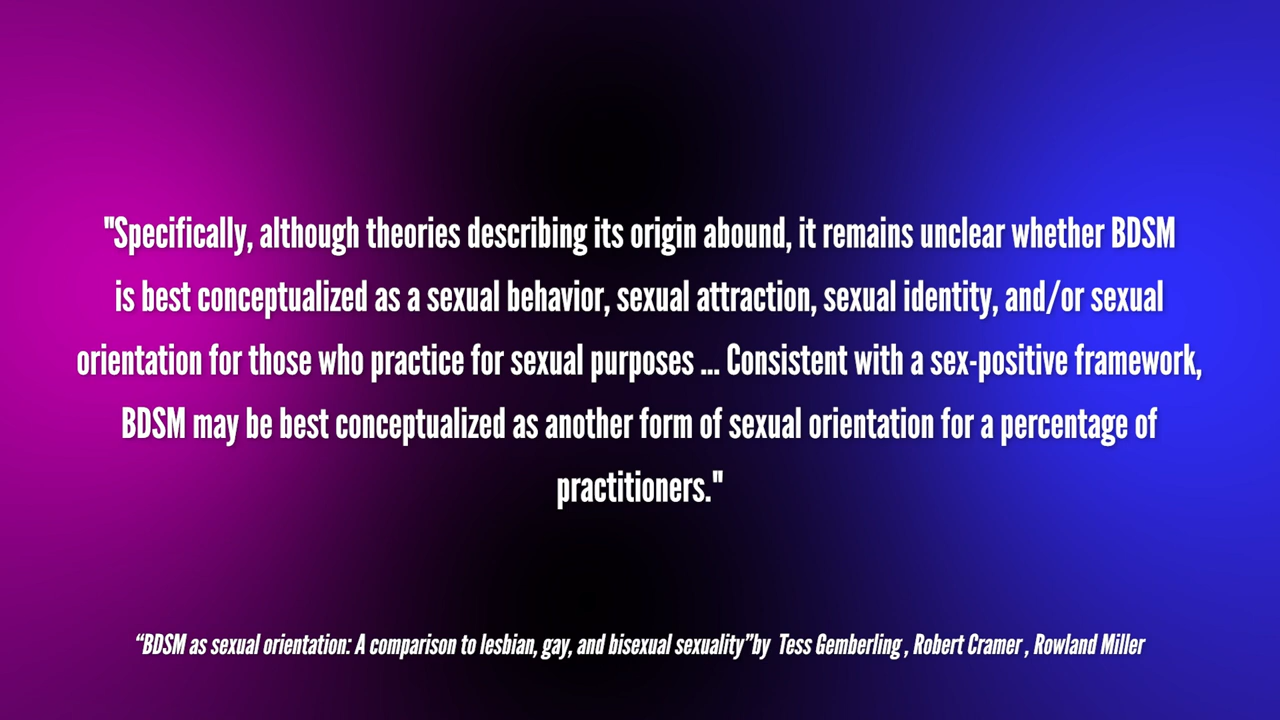 "Specifically, although theories describing its origin abound, it remains unclear whether BDSM
is best conceptualized as a sexual behavior, sexual attraction, sexual identity, and/or sexual
orientation for those who practice for sexual purposes ... Consistent with a sex-positive framework,
BDSM may be best conceptualized as another form of sexual orientation for a percentage of
practitioners."
“BDSM as sexual orientation: A comparison to lesbian, gay, and bisexual sexuality”by  Tess Gemberling , Robert Cramer , Rowland Miller